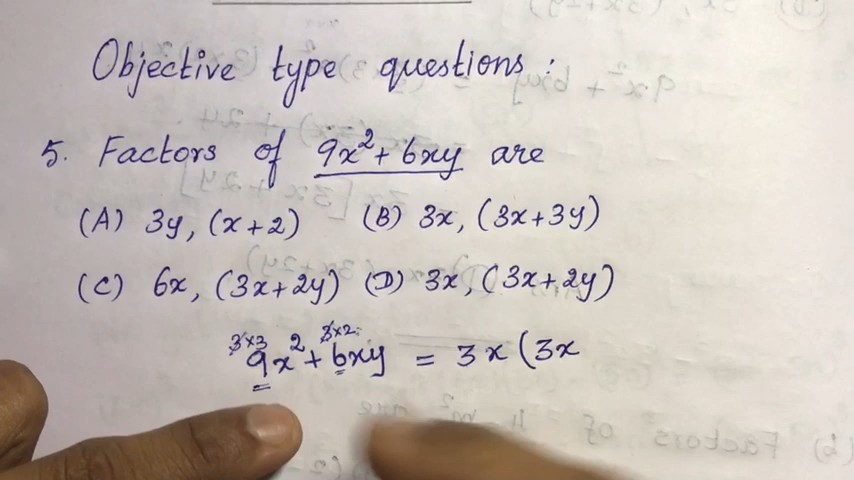 Objective type questions:
5. Factors of 9x²+6xy are
(A) 3y, (x+2) (B) 3x, (3x+3y)
(C) 6x, (3x+2y) (D) 3x, (3x+2y)
3×3 3×2
9x²+6xy = 3x(3x